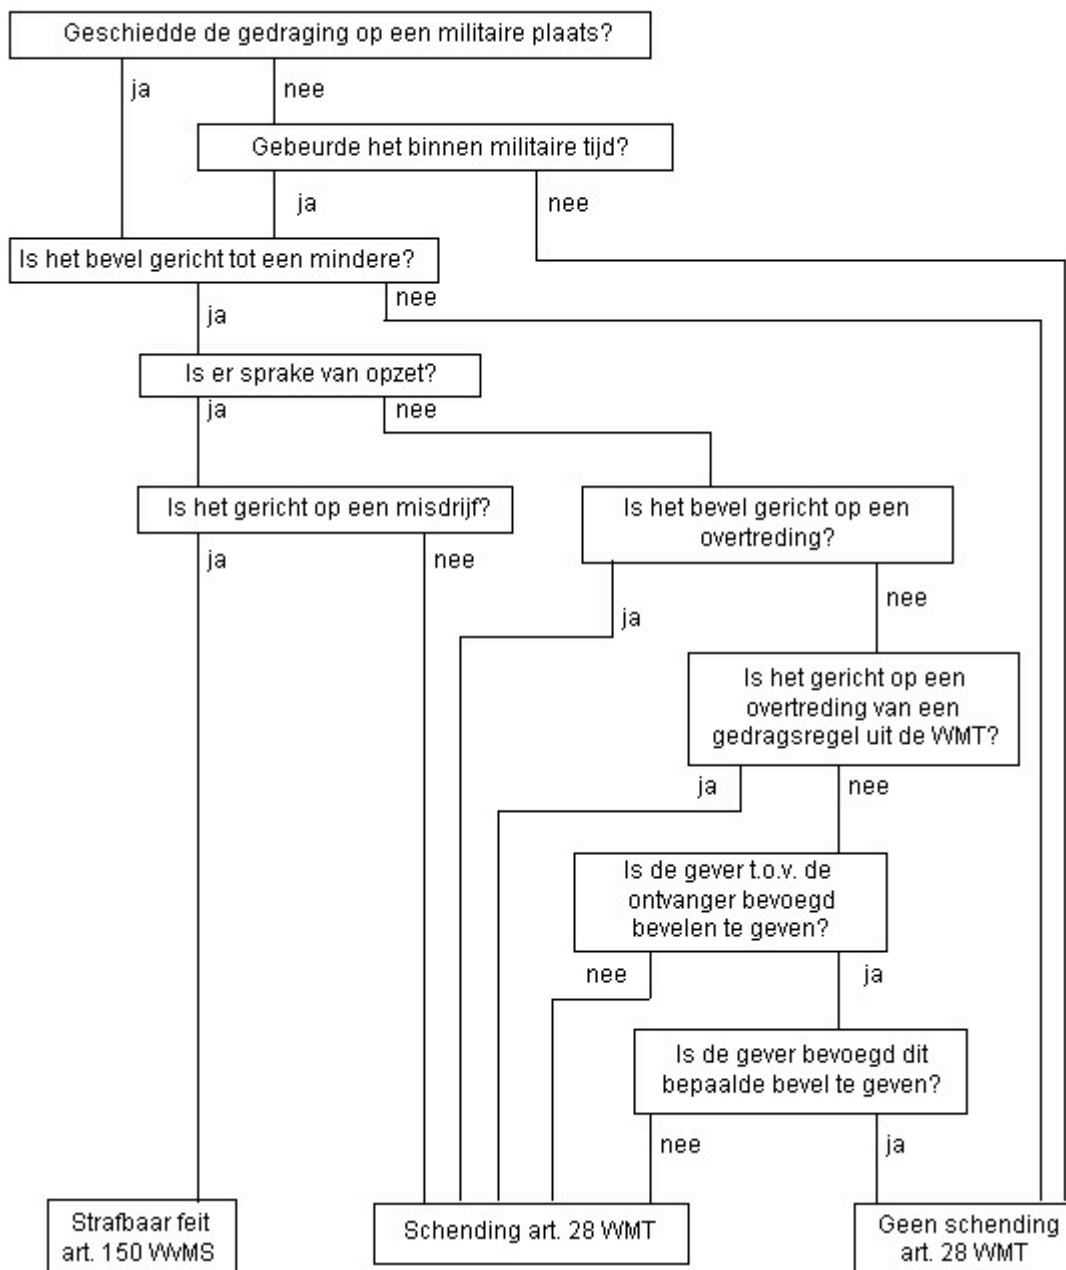 Geschiedde de gedraging op een militaire plaats?
ja
nee
Gebeurde het binnen militaire tijd?
ja
nee
Is het bevel gericht tot een mindere?
ja
nee
Is er sprake van opzet?
ja
nee
Is het gericht op een misdrijf?
ja
nee
Is het bevel gericht op een
overtreding?
ja
nee
Is het gericht op een
overtreding van een
gedragsregel uit de WMT?
ja
nee
Is de gever t.o.v. de
ontvanger bevoegd
bevelen te geven?
nee
ja
Is de gever bevoegd dit
bepaalde bevel te geven?
nee
ja
Strafbaar feit
art. 150 WvMS
Schending art. 28 WMT
Geen schending
art. 28 WMT